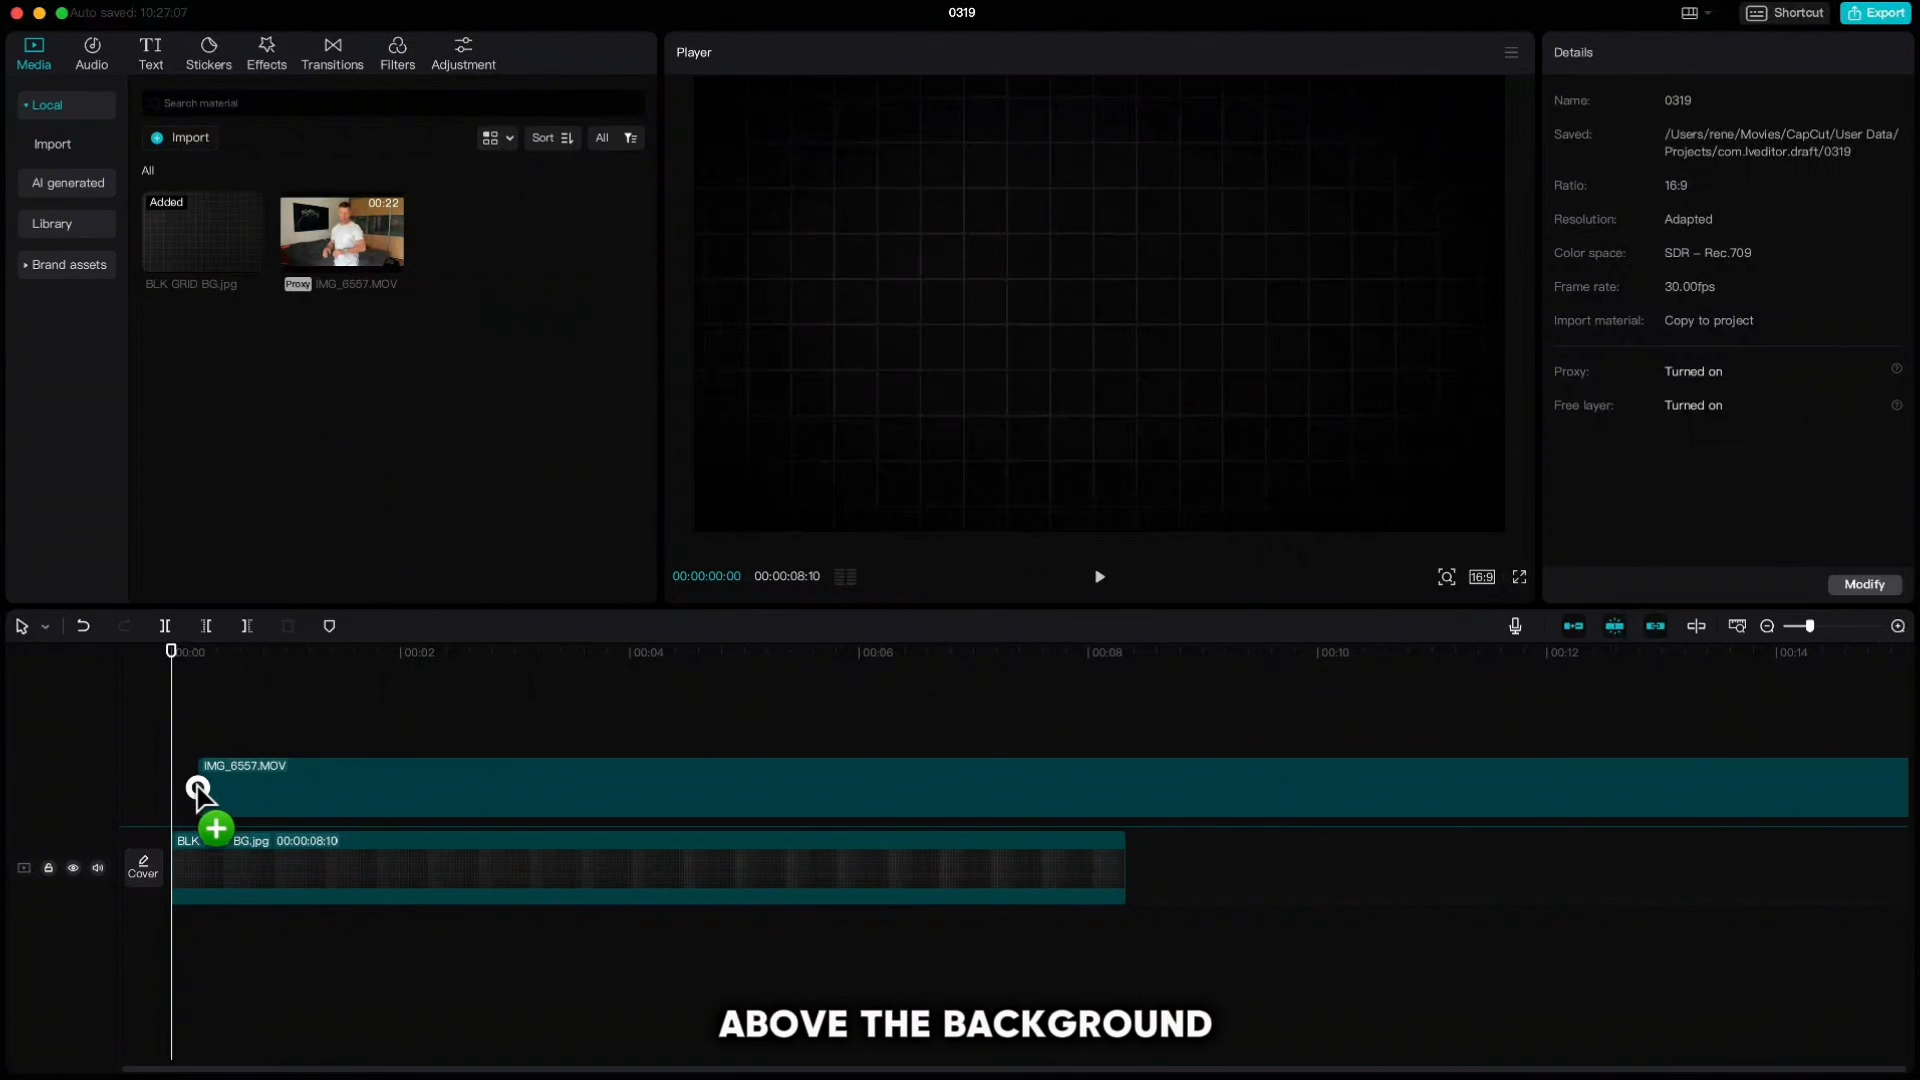 Auto saved: 10:27:07
0319
Shortcut
Export
Media
Audio
TI
Text
Stickers
Effects
Transitions
Filters
Adjustment
Local
Import
AI generated
Library
Brand assets
Search material
Import
Sort
All
All
Added
BLK GRID BG.jpg
00:22
Proxy IMG_6557.MOV
Player
00:00:00:00 00:00:08:10
16:9
Details
Name: 0319
Saved: /Users/rene/Movies/CapCut/User Data/
Projects/com.lveditor.draft/0319
Ratio: 16:9
Resolution: Adapted
Color space: SDR – Rec.709
Frame rate: 30.00fps
Import material: Copy to project
Proxy: Turned on
Free layer: Turned on
Modify
00:00 00:02 00:04 00:06 00:08 00:10 00:12 00:14
IMG_6557.MOV
BLK BG.jpg 00:00:08:10
Cover
ABOVE THE BACKGROUND